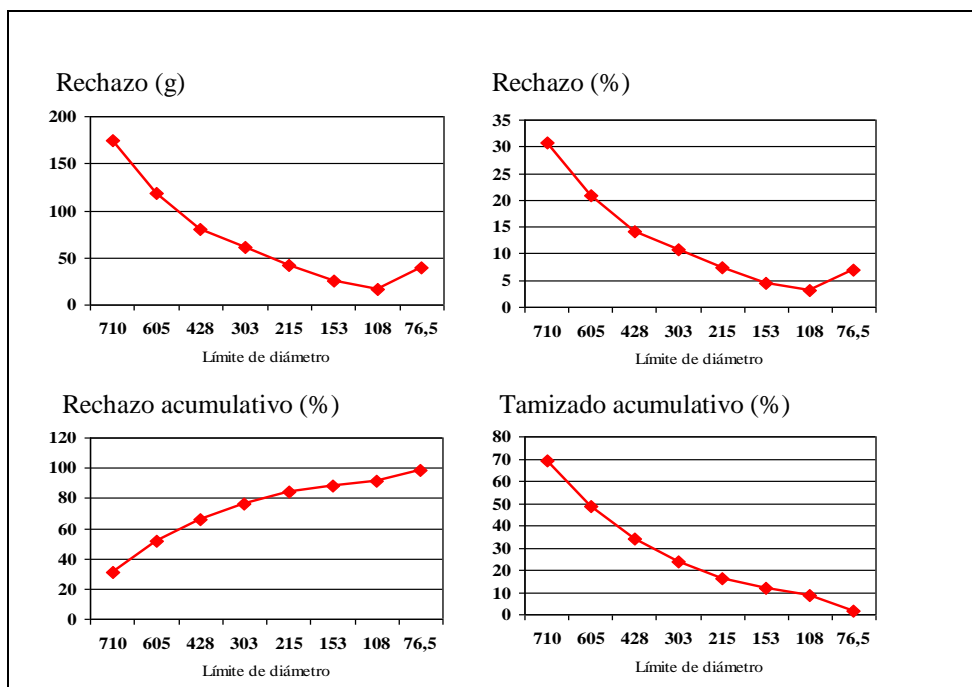 Rechazo (g)
200
150
100
50
0
710 605 428 303 215 153 108 76,5
Límite de diámetro
Rechazo (%)
35
30
25
20
15
10
5
0
710 605 428 303 215 153 108 76,5
Límite de diámetro
Rechazo acumulativo (%)
120
100
80
60
40
20
0
710 605 428 303 215 153 108 76,5
Límite de diámetro
Tamizado acumulativo (%)
80
70
60
50
40
30
20
10
0
710 605 428 303 215 153 108 76,5
Límite de diámetro